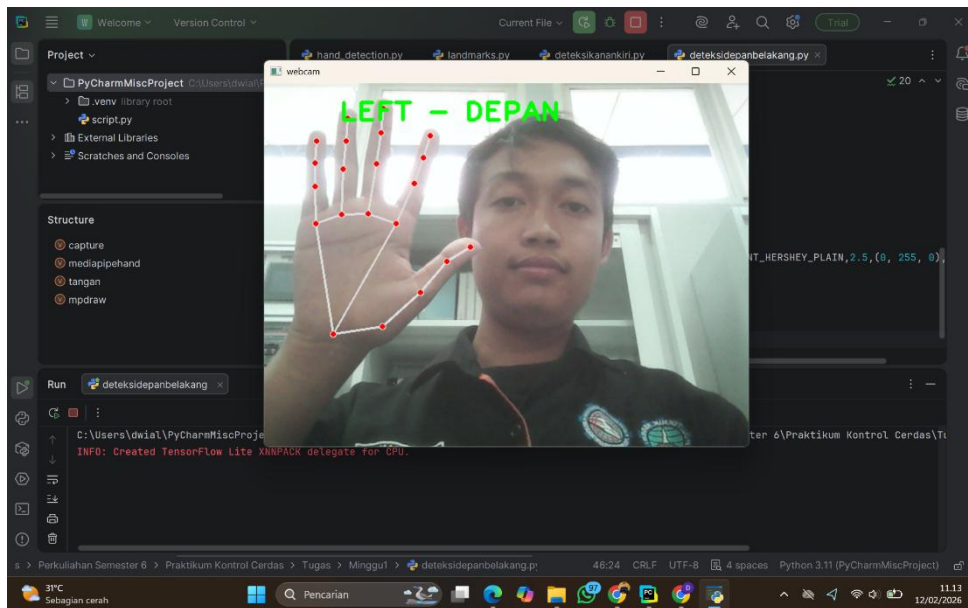 Welcome
Version Control
Current File
Trial
Project
hand_detection.py
landmarks.py
deteksikanankiri.py
deteksidepanbelakang.py
PyCharmMiscProject C:\Users\dwial\P
.venv library root
script.py
External Libraries
Scratches and Consoles
20
webcam
LEFT - DEPAN
Structure
capture
mediapipehand
tangan
mpdraw
NT_HERSHEY_PLAIN,2.5,(0, 255, 0),
Run
deteksidepanbelakang
C:\Users\dwial\PyCharmMiscProje
ter 6\Praktikum Kontrol Cerdas\Tu
INFO: Created TensorFlow Lite XNNPACK delegate for CPU.
s > Perkuliahan Semester 6 > Praktikum Kontrol Cerdas > Tugas > Minggu1 > deteksidepanbelakang.py
46:24 CRLF UTF-8 4 spaces Python 3.11 (PyCharmMiscProject)
31°C
Sebagian cerah
Pencarian
97
11.13
12/02/2026